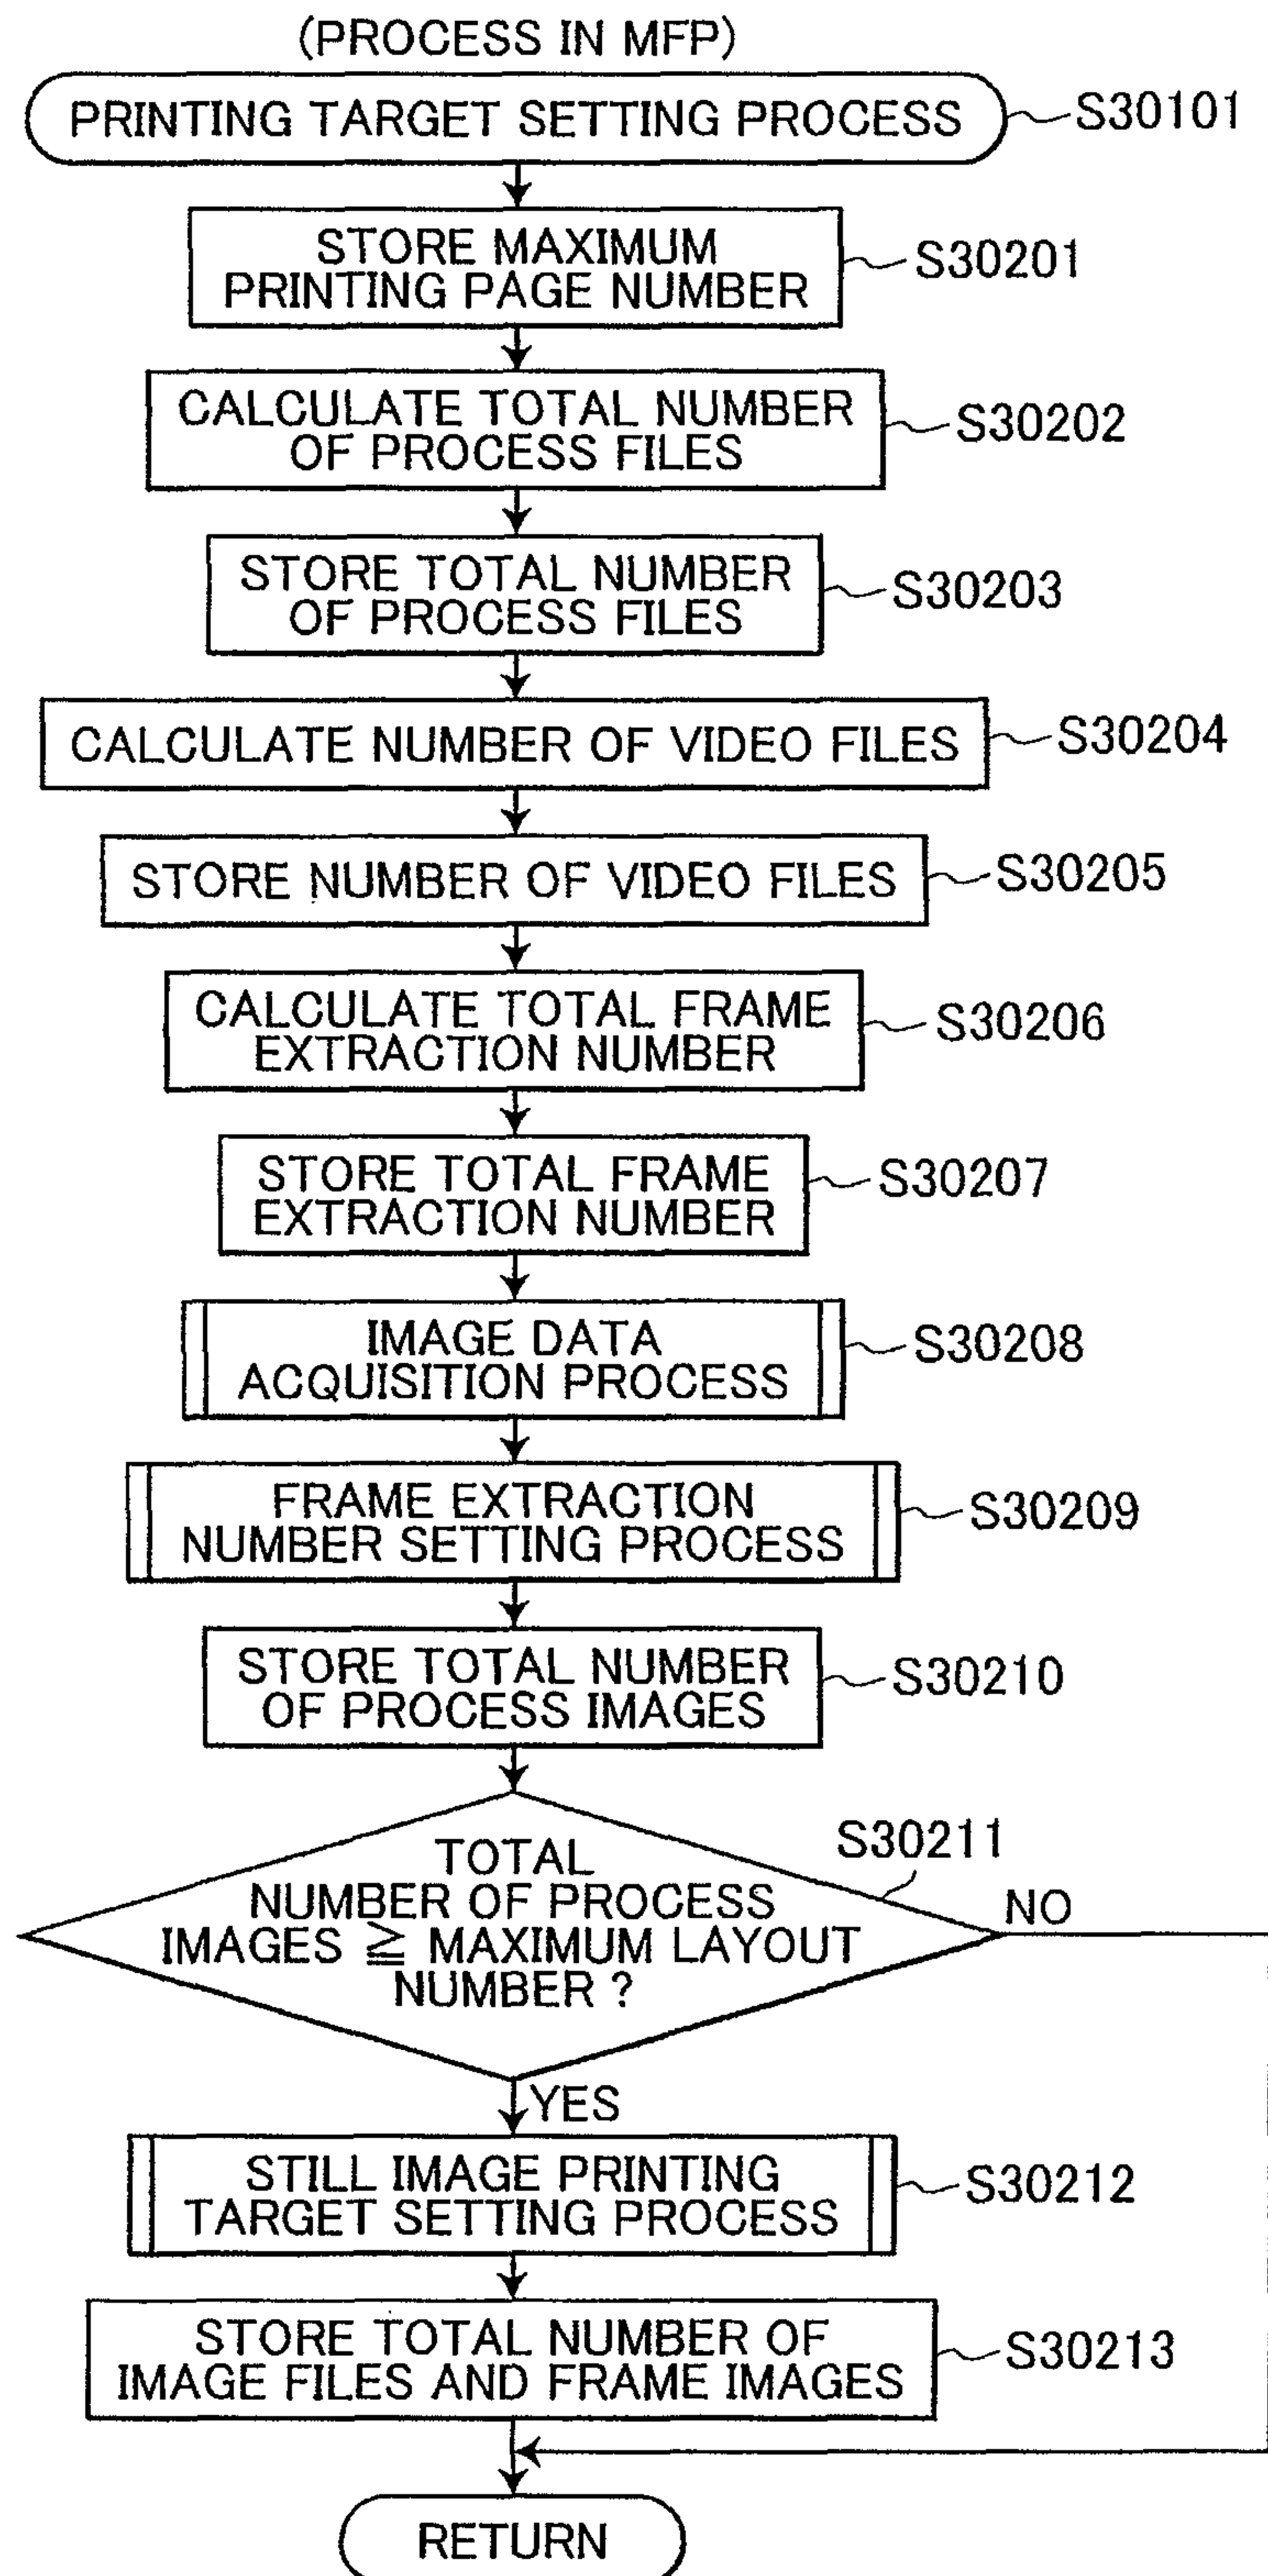 (PROCESS IN MFP)
PRINTING TARGET SETTING PROCESS
S30101
STORE MAXIMUM
PRINTING PAGE NUMBER
S30201
CALCULATE TOTAL NUMBER
OF PROCESS FILES
S30202
STORE TOTAL NUMBER
OF PROCESS FILES
S30203
CALCULATE NUMBER OF VIDEO FILES
S30204
STORE NUMBER OF VIDEO FILES
S30205
CALCULATE TOTAL FRAME
EXTRACTION NUMBER
S30206
STORE TOTAL FRAME
EXTRACTION NUMBER
S30207
IMAGE DATA
ACQUISITION PROCESS
S30208
FRAME EXTRACTION
NUMBER SETTING PROCESS
S30209
STORE TOTAL NUMBER
OF PROCESS IMAGES
S30210
TOTAL
NUMBER OF PROCESS
IMAGES ≧ MAXIMUM LAYOUT
NUMBER ?
S30211
NO
YES
STILL IMAGE PRINTING
TARGET SETTING PROCESS
S30212
STORE TOTAL NUMBER OF
IMAGE FILES AND FRAME IMAGES
S30213
RETURN